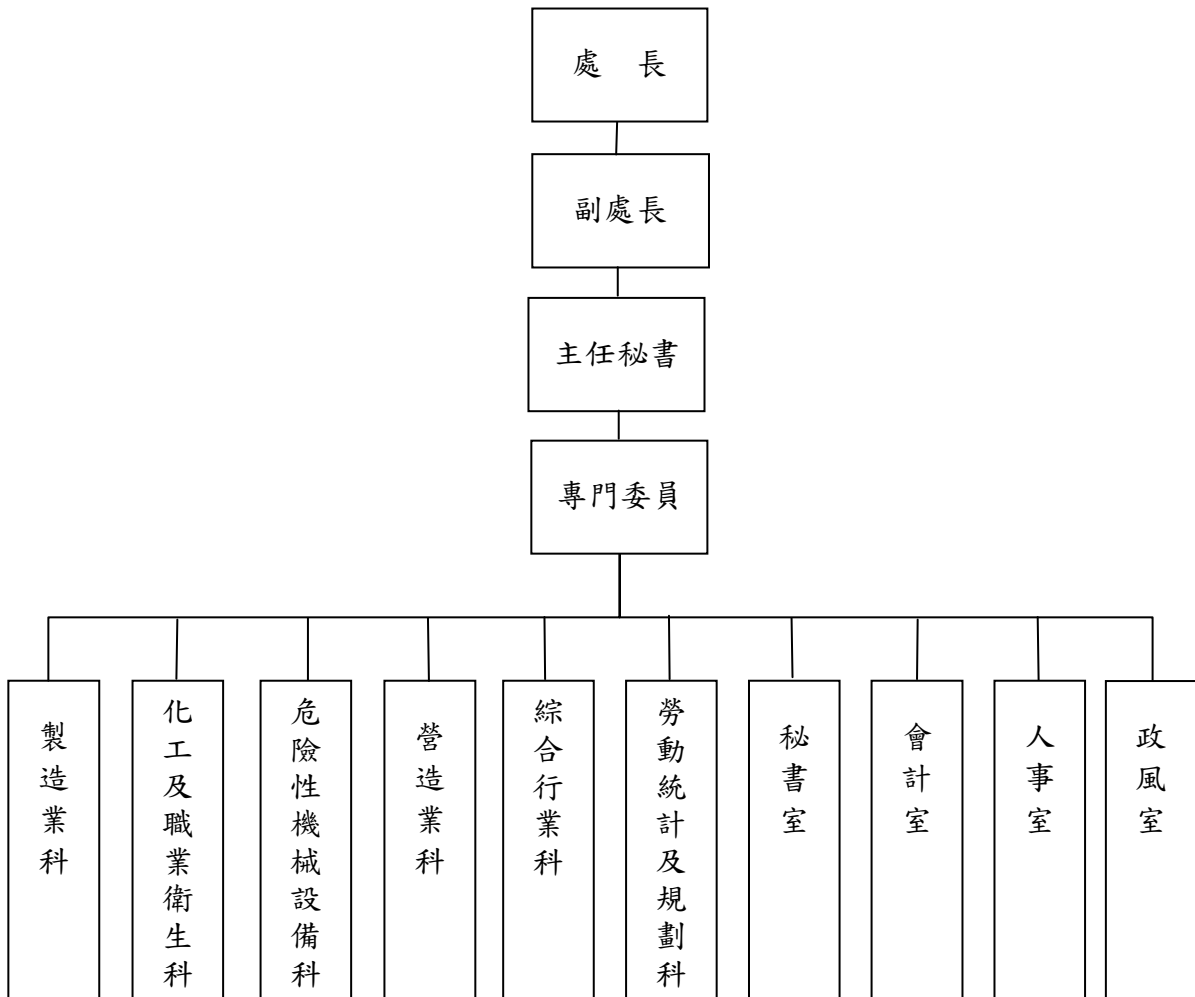 處　長
副處長
主任秘書
專門委員
製造業科
化工及職業衛生科
危險性機械設備科
營造業科
綜合行業科
勞動統計及規劃科
秘書室
會計室
人事室
政風室